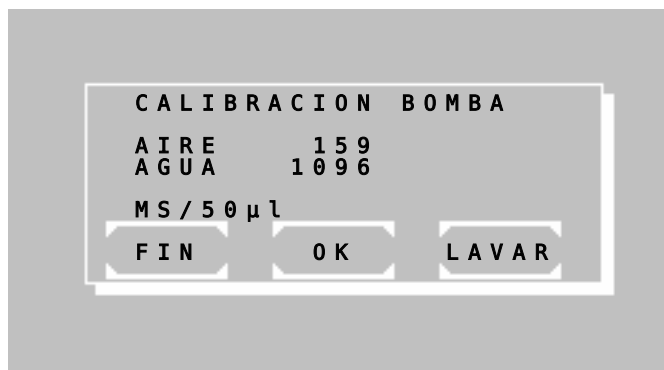 CALIBRACION BOMBA
AIRE 159
AGUA 1096
MS/50µl
FIN OK LAVAR